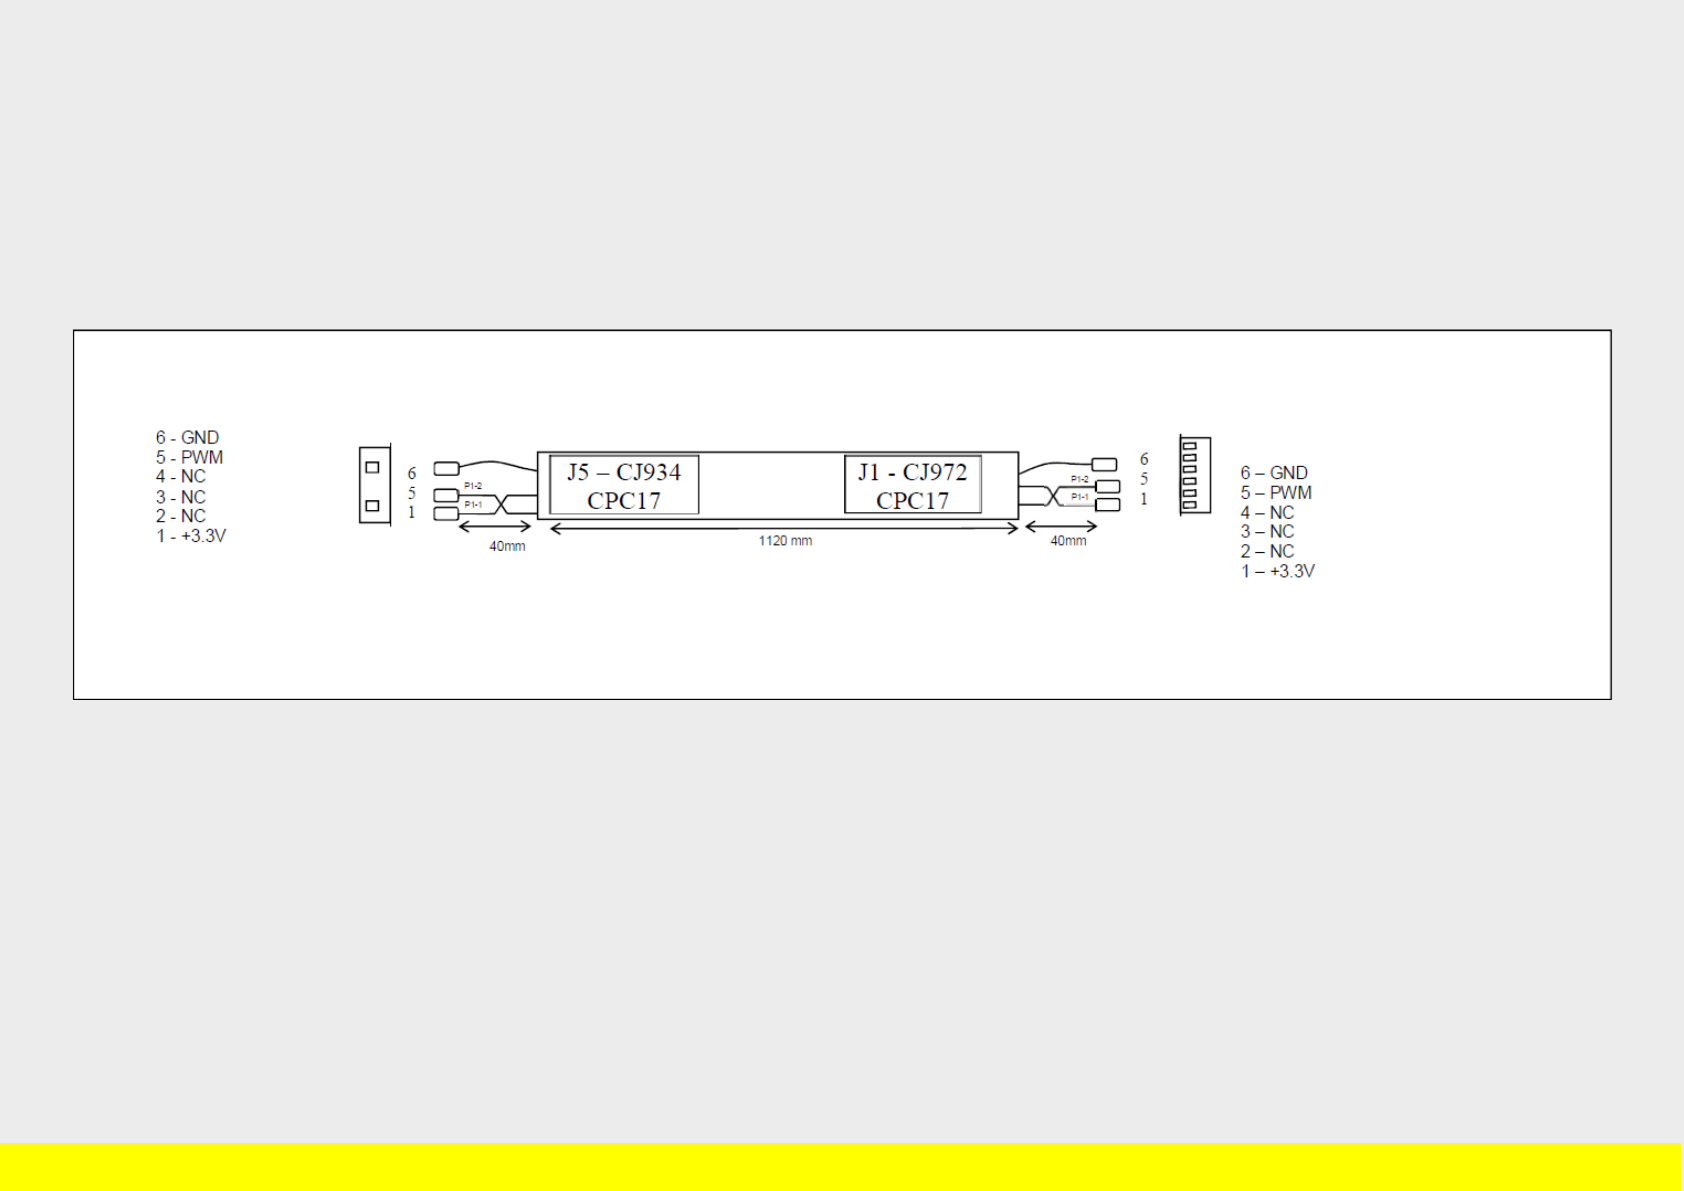 6 - GND
5 - PWM
4 - NC
3 - NC
2 - NC
1 - +3.3V
6
5
1
P1-2
P1-1
40mm
J5 – CJ934
CPC17
1120 mm
J1 - CJ972
CPC17
P1-2
P1-1
40mm
6
5
1
6 – GND
5 – PWM
4 – NC
3 – NC
2 – NC
1 – +3.3V